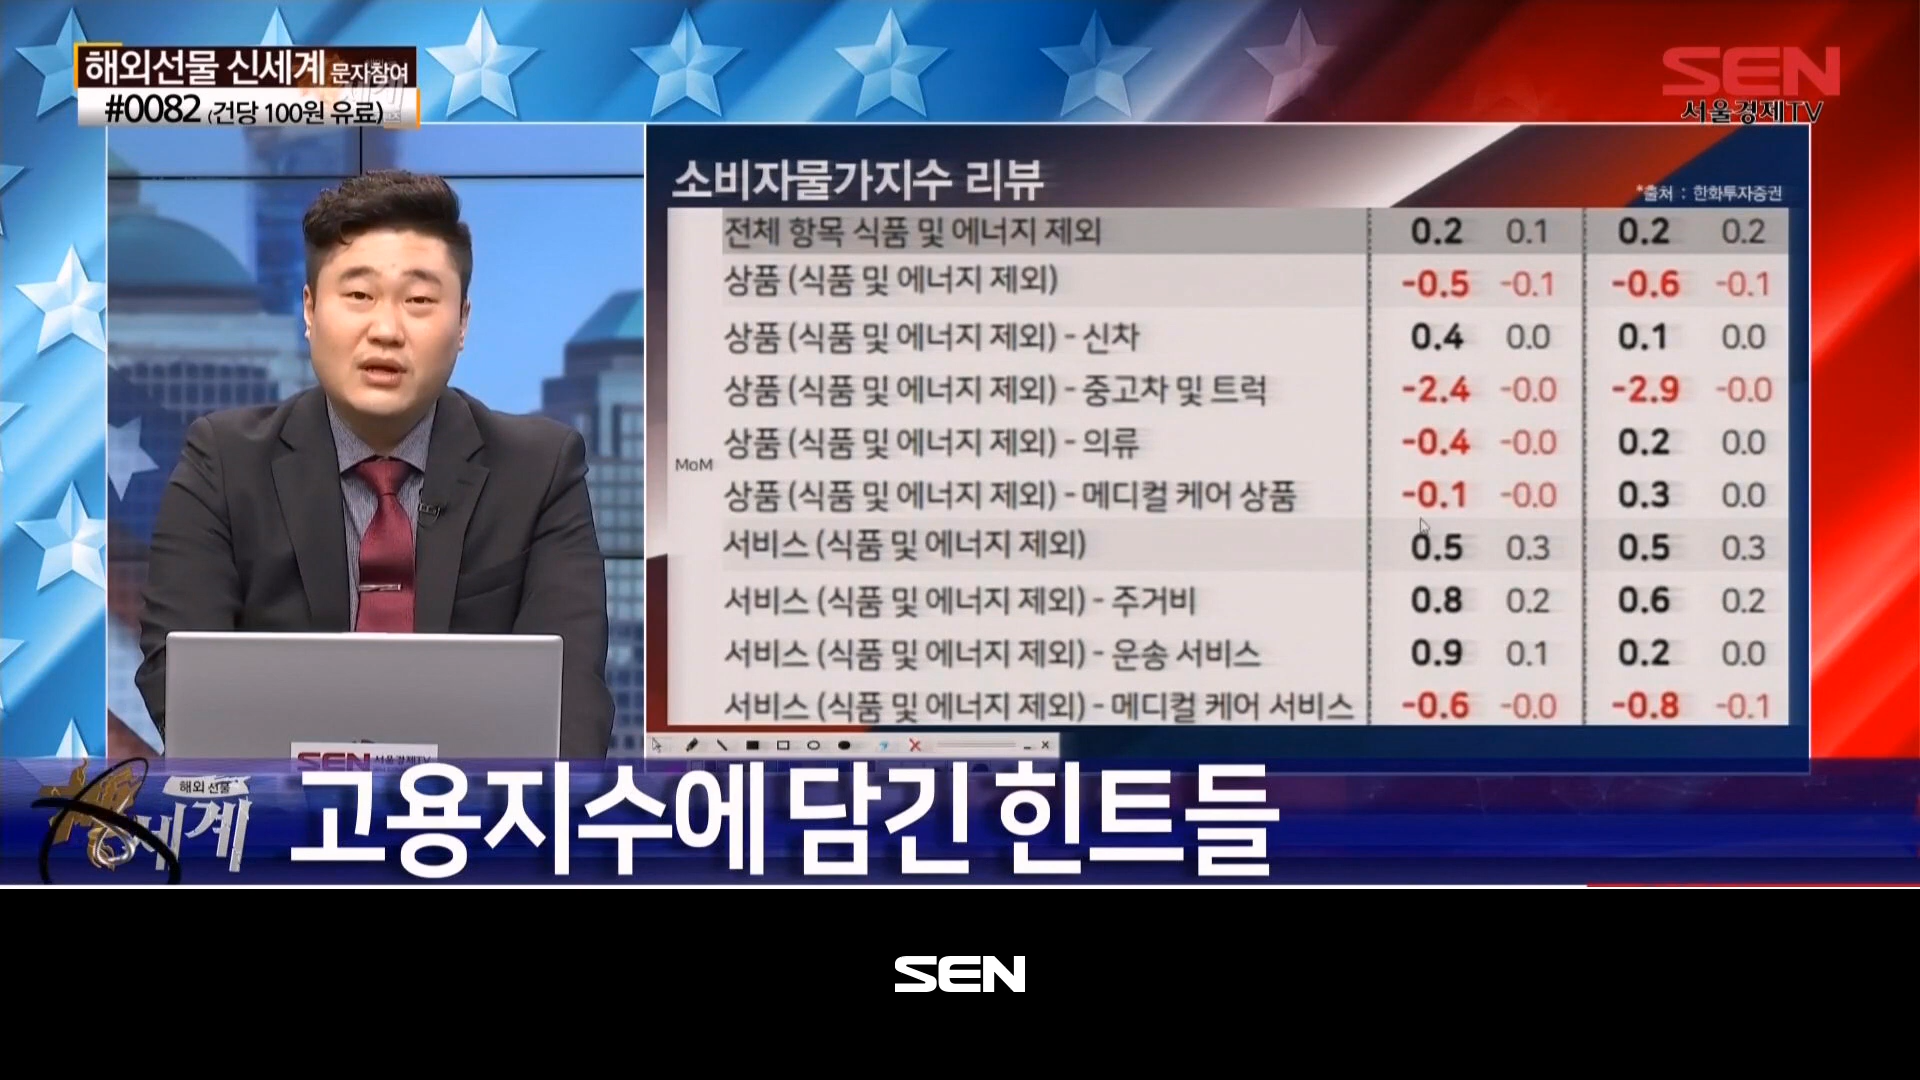 해외선물 신세계 문자참여
#0082 (건당 100원 유료)
SEN
서울경제TV
소비자물가지수 리뷰
*출처 : 한화투자증권
전체 항목 식품 및 에너지 제외 0.2 0.1 0.2 0.2
상품 (식품 및 에너지 제외) -0.5 -0.1 -0.6 -0.1
상품 (식품 및 에너지 제외) - 신차 0.4 0.0 0.1 0.0
상품 (식품 및 에너지 제외) - 중고차 및 트럭 -2.4 -0.0 -2.9 -0.0
상품 (식품 및 에너지 제외) - 의류 -0.4 -0.0 0.2 0.0
MoM
상품 (식품 및 에너지 제외) - 메디컬 케어 상품 -0.1 -0.0 0.3 0.0
서비스 (식품 및 에너지 제외) 0.5 0.3 0.5 0.3
서비스 (식품 및 에너지 제외) - 주거비 0.8 0.2 0.6 0.2
서비스 (식품 및 에너지 제외) - 운송 서비스 0.9 0.1 0.2 0.0
서비스 (식품 및 에너지 제외) - 메디컬 케어 서비스 -0.6 -0.0 -0.8 -0.1
SEN 서울경제TV
해외 선물
신세계
고용지수에 담긴 힌트들
SEN